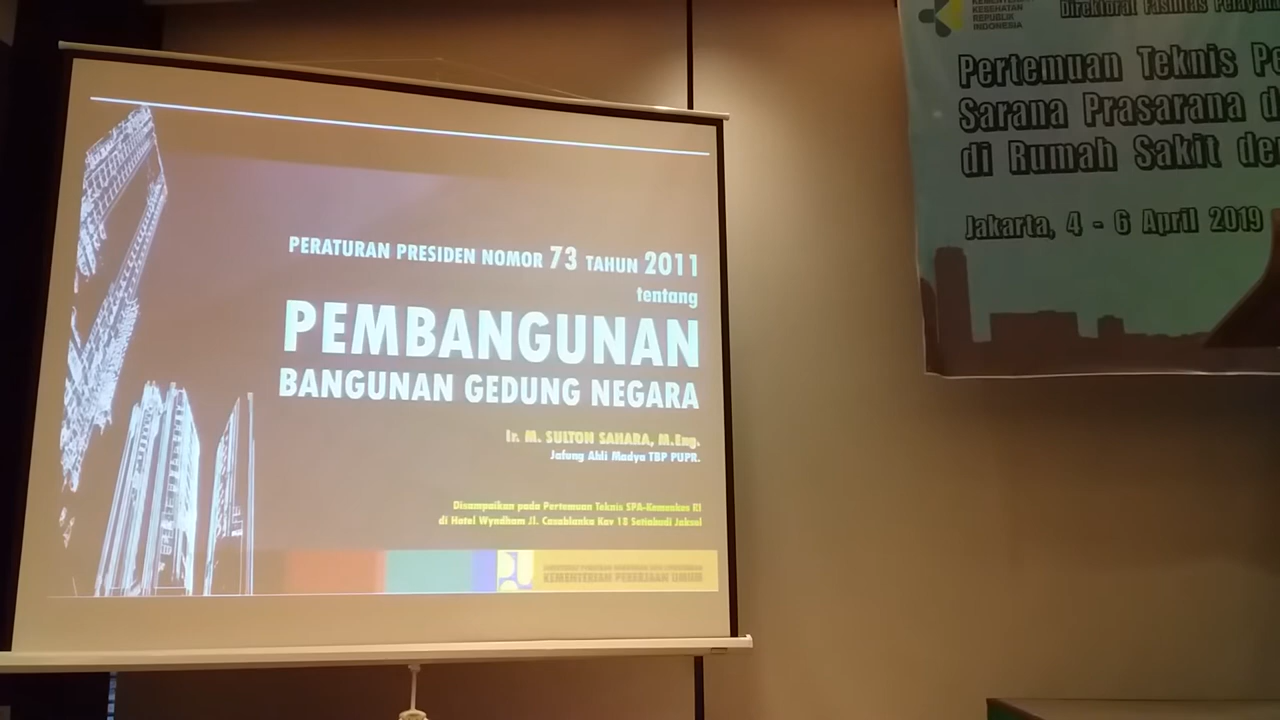 PERATURAN PRESIDEN NOMOR 73 TAHUN 2011
tentang
PEMBANGUNAN
BANGUNAN GEDUNG NEGARA
Ir. M. SULTON SAHARA, M.Eng.
Jafung Ahli Madya TBP PUPR.
Disampaikan pada Pertemuan Teknis SPA-Kemenkes RI
di Hotel Wyndham Jl. Casablanka Kav 18 Setiabudi Jaksel
KEMENTERIAN PEKERJAAN UMUM
KESEHATAN
REPUBLIK
INDONESIA
Direktorat Fasilitas
Pertemuan Teknis
Sarana Prasarana
di Rumah Sakit
Jakarta, 4 - 6 April 2019